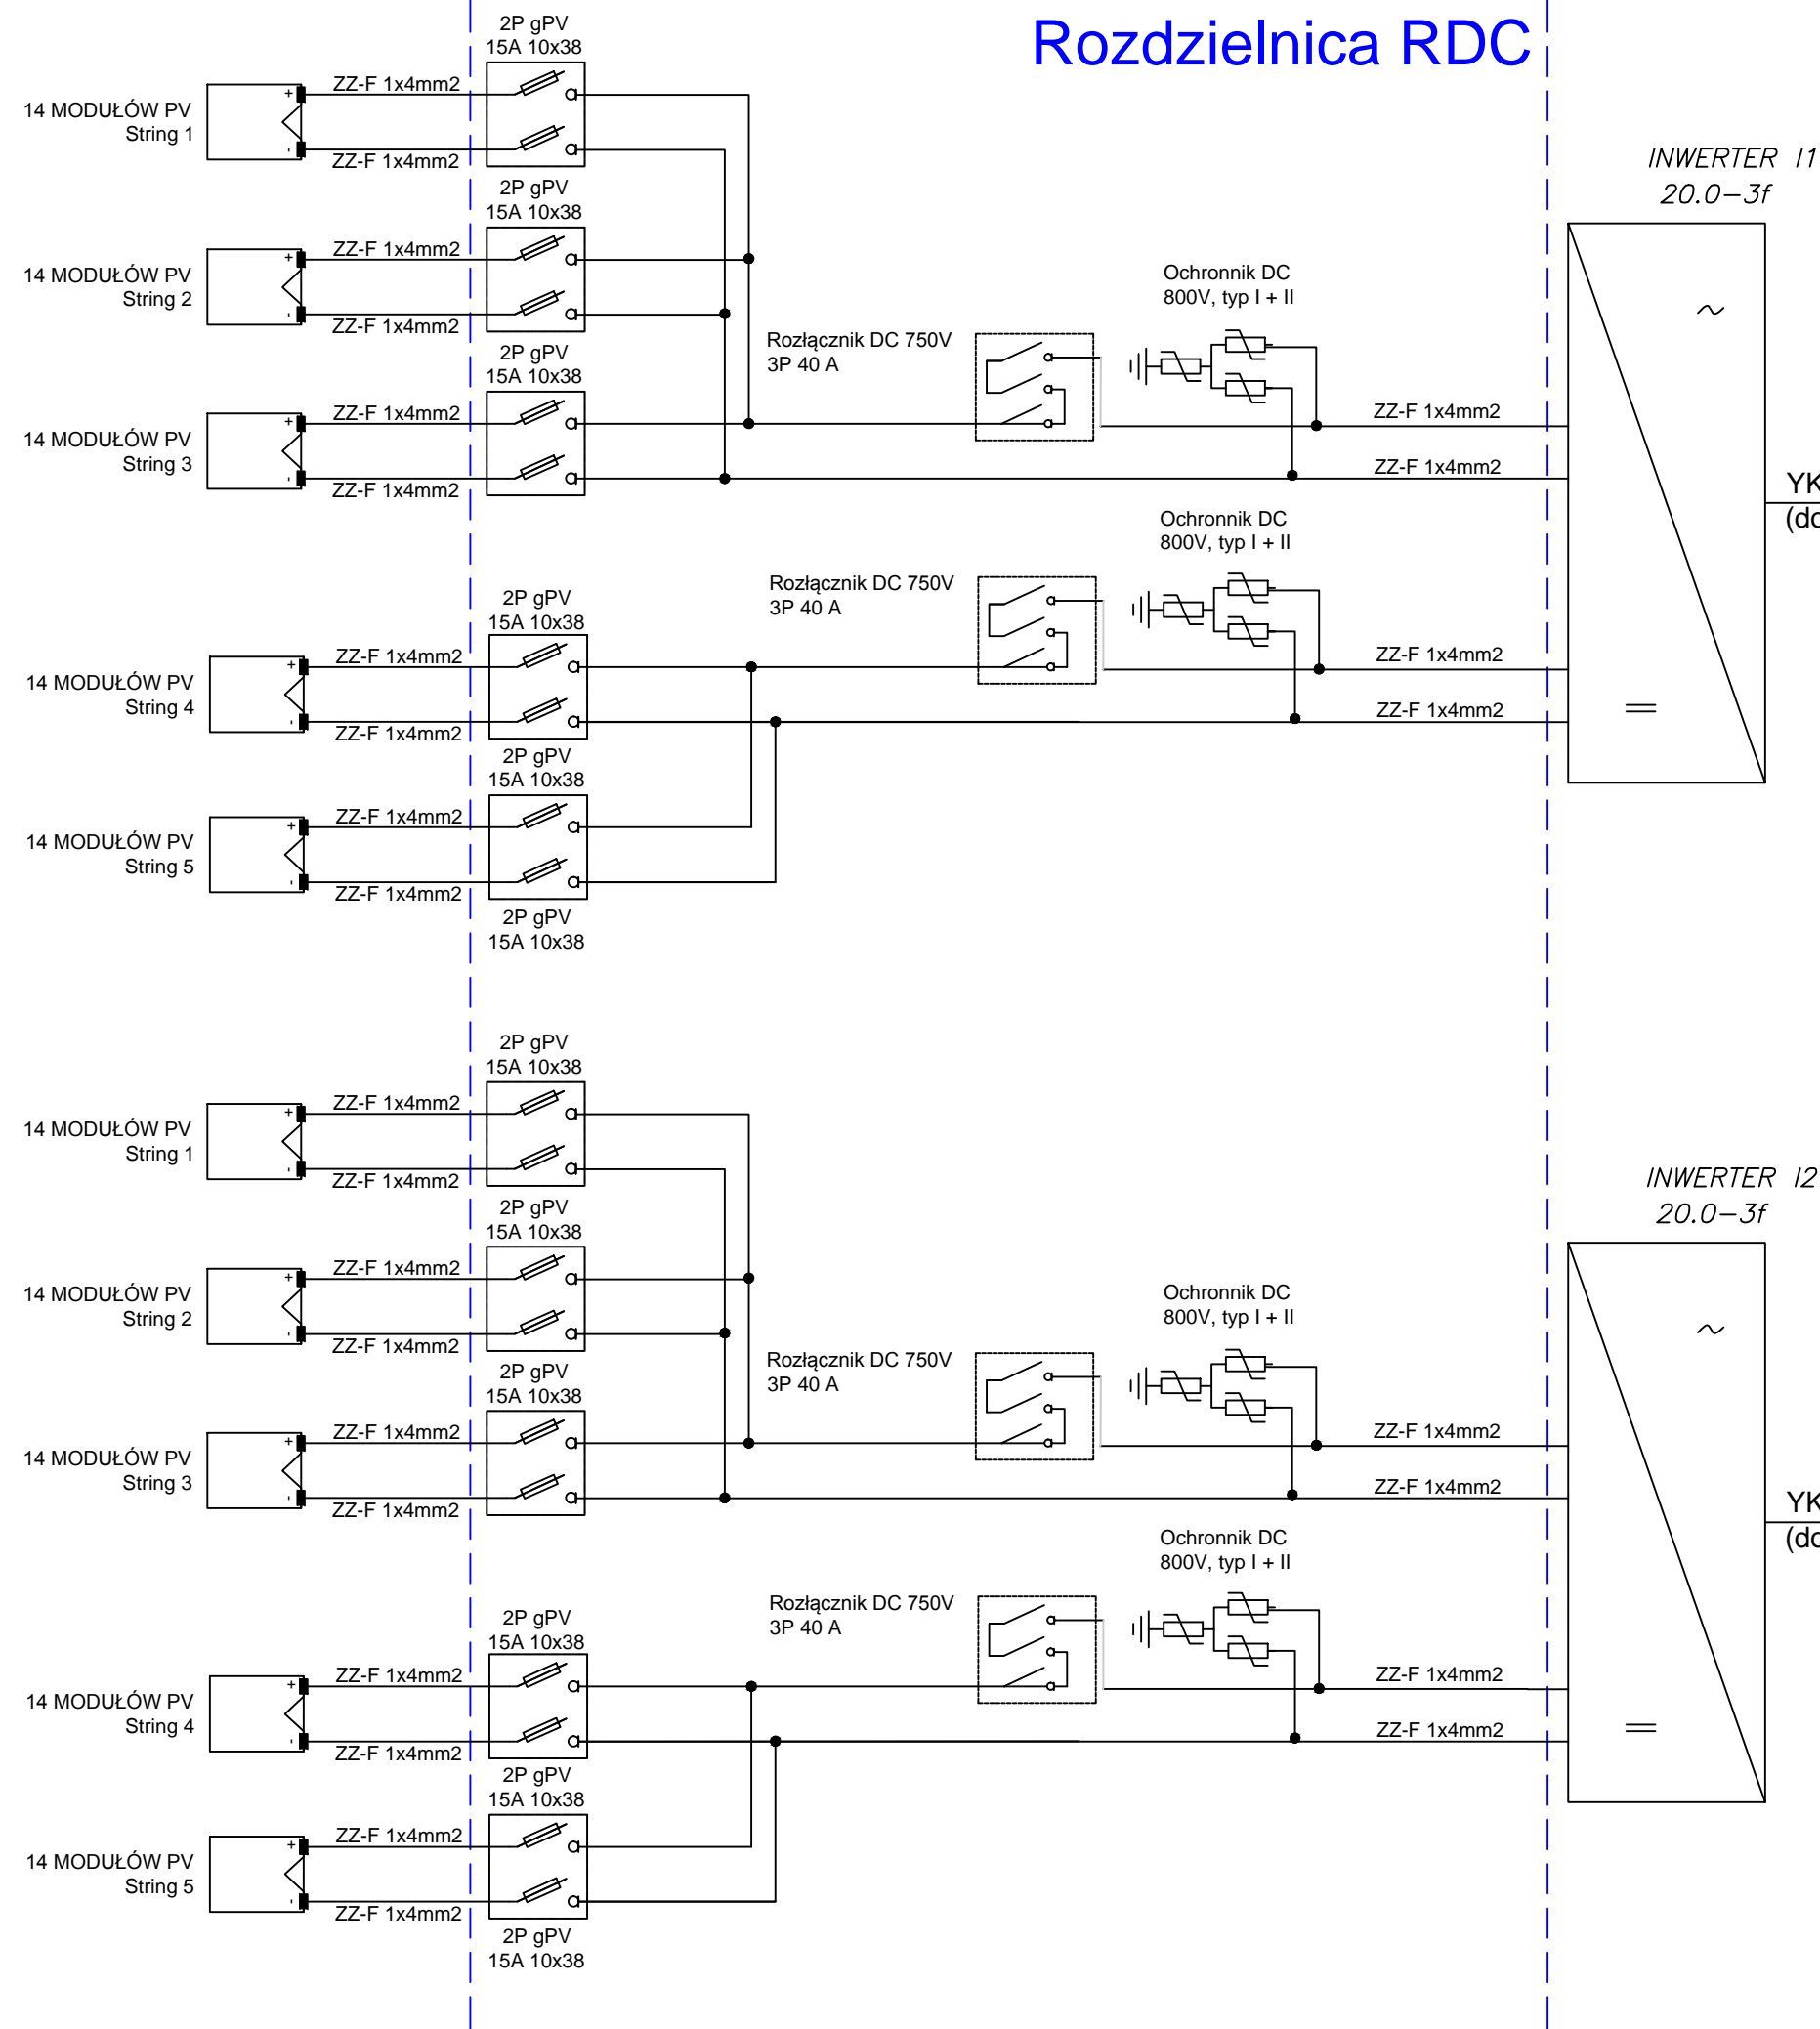 Rozdzielnica RDC
2P gPV
15A 10x38
14 MODUŁÓW PV
String 1
+
ZZ-F 1x4mm2
-
ZZ-F 1x4mm2
INWERTER I1
20.0-3f
2P gPV
15A 10x38
14 MODUŁÓW PV
String 2
+
ZZ-F 1x4mm2
-
ZZ-F 1x4mm2
Ochronnik DC
800V, typ I + II
Rozłącznik DC 750V
3P 40 A
2P gPV
15A 10x38
14 MODUŁÓW PV
String 3
+
ZZ-F 1x4mm2
-
ZZ-F 1x4mm2
ZZ-F 1x4mm2
ZZ-F 1x4mm2
YK
(do
Ochronnik DC
800V, typ I + II
Rozłącznik DC 750V
3P 40 A
2P gPV
15A 10x38
14 MODUŁÓW PV
String 4
+
ZZ-F 1x4mm2
-
ZZ-F 1x4mm2
ZZ-F 1x4mm2
ZZ-F 1x4mm2
2P gPV
15A 10x38
14 MODUŁÓW PV
String 5
+
ZZ-F 1x4mm2
-
ZZ-F 1x4mm2
2P gPV
15A 10x38
2P gPV
15A 10x38
14 MODUŁÓW PV
String 1
+
ZZ-F 1x4mm2
-
ZZ-F 1x4mm2
INWERTER I2
20.0-3f
2P gPV
15A 10x38
14 MODUŁÓW PV
String 2
+
ZZ-F 1x4mm2
-
ZZ-F 1x4mm2
Ochronnik DC
800V, typ I + II
Rozłącznik DC 750V
3P 40 A
2P gPV
15A 10x38
14 MODUŁÓW PV
String 3
+
ZZ-F 1x4mm2
-
ZZ-F 1x4mm2
ZZ-F 1x4mm2
ZZ-F 1x4mm2
YK
(do
Ochronnik DC
800V, typ I + II
Rozłącznik DC 750V
3P 40 A
2P gPV
15A 10x38
14 MODUŁÓW PV
String 4
+
ZZ-F 1x4mm2
-
ZZ-F 1x4mm2
ZZ-F 1x4mm2
ZZ-F 1x4mm2
2P gPV
15A 10x38
14 MODUŁÓW PV
String 5
+
ZZ-F 1x4mm2
-
ZZ-F 1x4mm2
2P gPV
15A 10x38